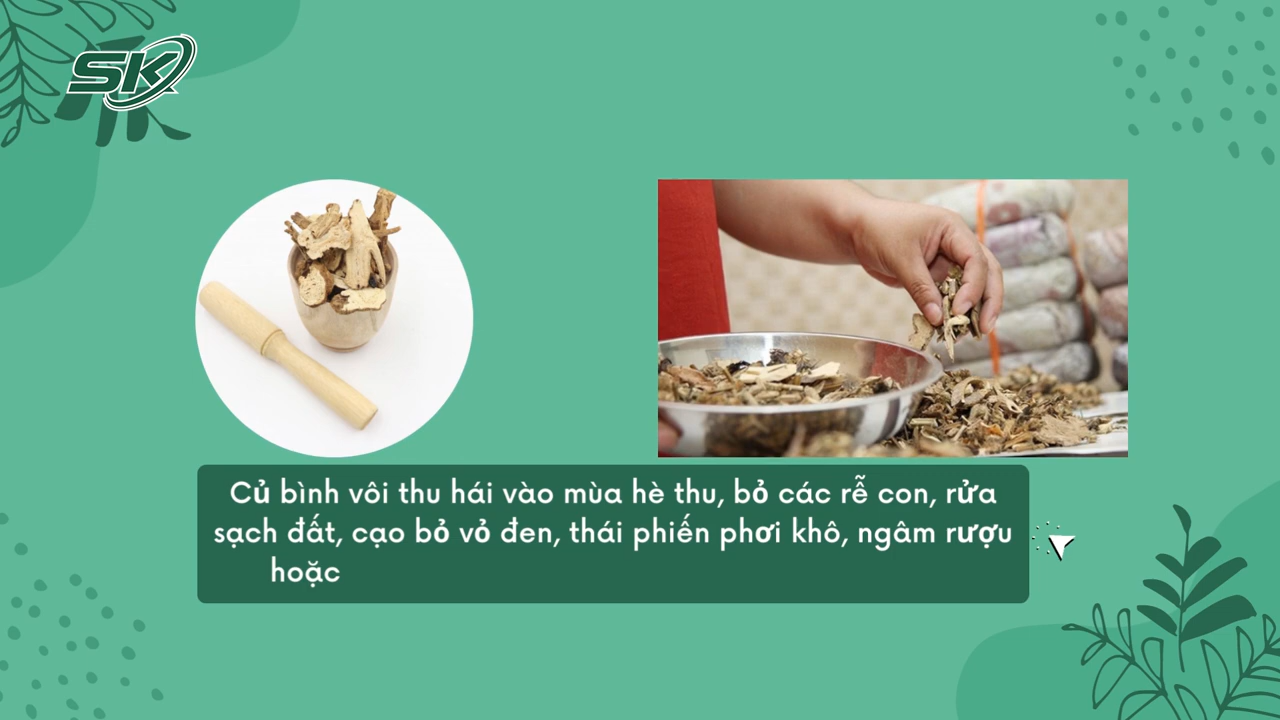 SK
Củ bình vôi thu hái vào mùa hè thu, bỏ các rễ con, rửa
sạch đất, cạo bỏ vỏ đen, thái phiến phơi khô, ngâm rượu
hoặc